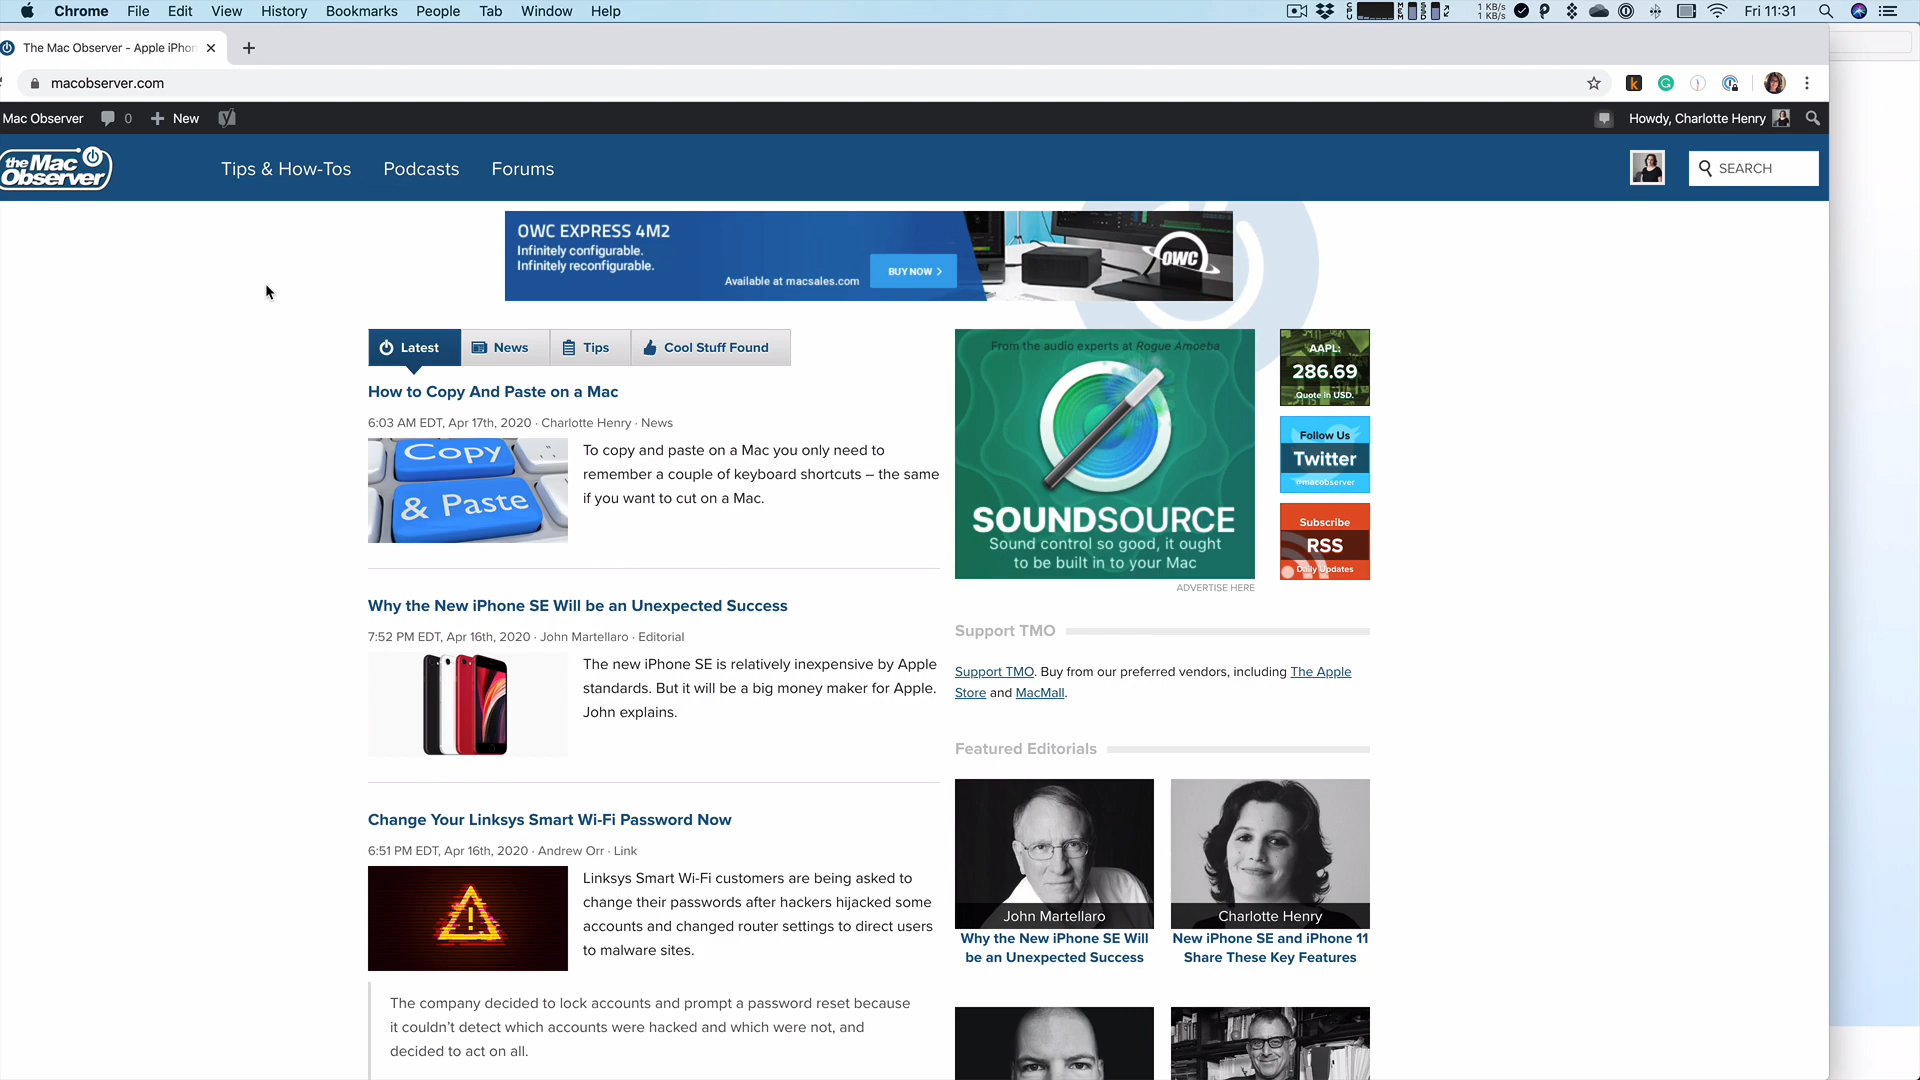 Chrome File Edit View History Bookmarks People Tab Window Help
1 KB/s
1 KB/s
Fri 11:31
The Mac Observer - Apple iPhon
macobserver.com
Mac Observer 0 New
Howdy, Charlotte Henry
the Mac
Observer
Tips & How-Tos Podcasts Forums
SEARCH
OWC EXPRESS 4M2
Infinitely configurable.
Infinitely reconfigurable.
Available at macsales.com
BUY NOW >
OWC
Latest News Tips Cool Stuff Found
How to Copy And Paste on a Mac
6:03 AM EDT, Apr 17th, 2020 · Charlotte Henry · News
Copy
& Paste
To copy and paste on a Mac you only need to
remember a couple of keyboard shortcuts – the same
if you want to cut on a Mac.
Why the New iPhone SE Will be an Unexpected Success
7:52 PM EDT, Apr 16th, 2020 · John Martellaro · Editorial
The new iPhone SE is relatively inexpensive by Apple
standards. But it will be a big money maker for Apple.
John explains.
Change Your Linksys Smart Wi-Fi Password Now
6:51 PM EDT, Apr 16th, 2020 · Andrew Orr · Link
Linksys Smart Wi-Fi customers are being asked to
change their passwords after hackers hijacked some
accounts and changed router settings to direct users
to malware sites.
The company decided to lock accounts and prompt a password reset because
it couldn't detect which accounts were hacked and which were not, and
decided to act on all.
From the audio experts at Rogue Amoeba
SOUNDSOURCE
Sound control so good, it ought
to be built in to your Mac
ADVERTISE HERE
AAPL:
286.69
Quote in USD.
Follow Us
Twitter
@macobserver
Subscribe
RSS
Daily Updates
Support TMO
Support TMO. Buy from our preferred vendors, including The Apple
Store and MacMall.
Featured Editorials
John Martellaro
Why the New iPhone SE Will
be an Unexpected Success
Charlotte Henry
New iPhone SE and iPhone 11
Share These Key Features